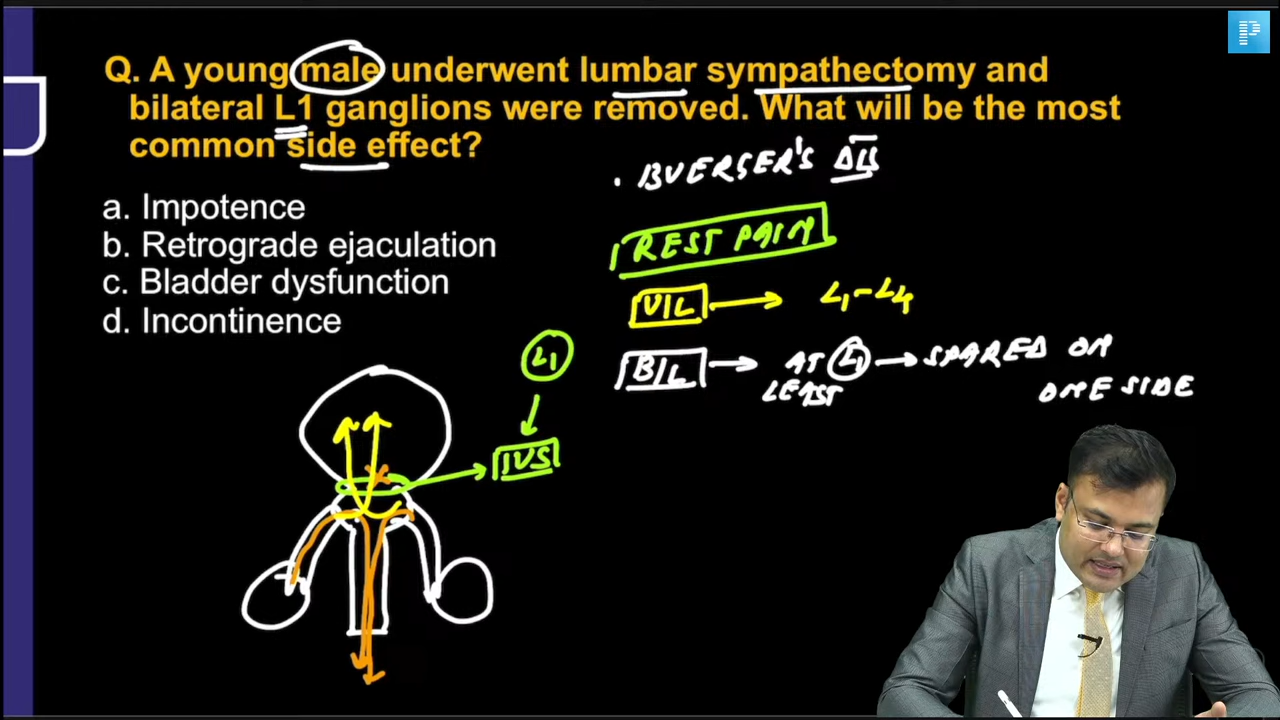 Q. A young male underwent lumbar sympathectomy and
bilateral L1 ganglions were removed. What will be the most
common side effect?
a. Impotence
b. Retrograde ejaculation
c. Bladder dysfunction
d. Incontinence
. BUERGER'S Δis
REST PAIN
U/L → L1-L4
B/L → AT LEAST L1 → SPARED ON
ONE SIDE
L1
IUS
P